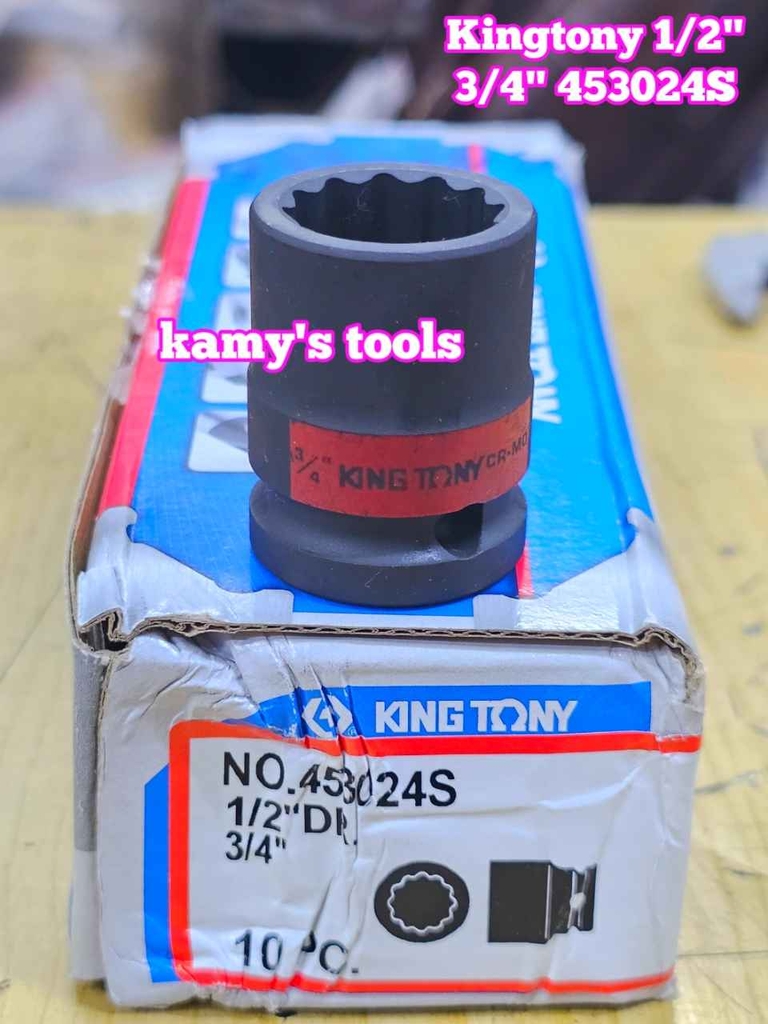 Kingtony 1/2"
3/4" 453024S
kamy's tools
3/4" KING TONY CR-MO
KING TONY
NO.453024S
1/2"DR.
3/4"
10 PC.